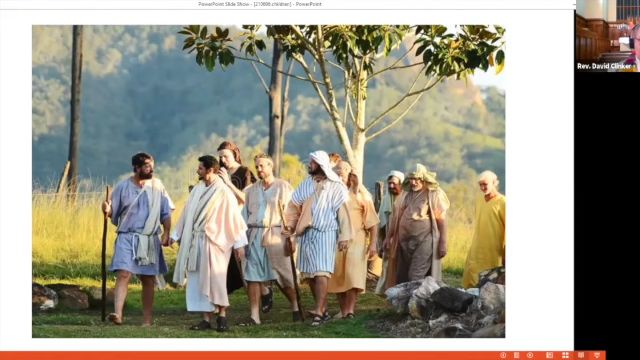 PowerPoint Slide Show - [210606 children] - PowerPoint
Rev. David Clinker